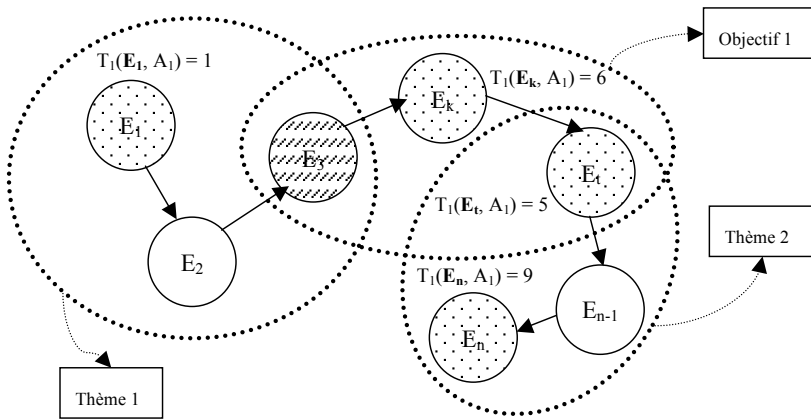 Objectif 1
T₁(E₁, A₁) = 1
T₁(Eₖ, A₁) = 6
E₁
Eₖ
E₃
Eₜ
T₁(Eₜ, A₁) = 5
E₂
Thème 2
T₁(Eₙ, A₁) = 9
Eₙ₋₁
Eₙ
Thème 1